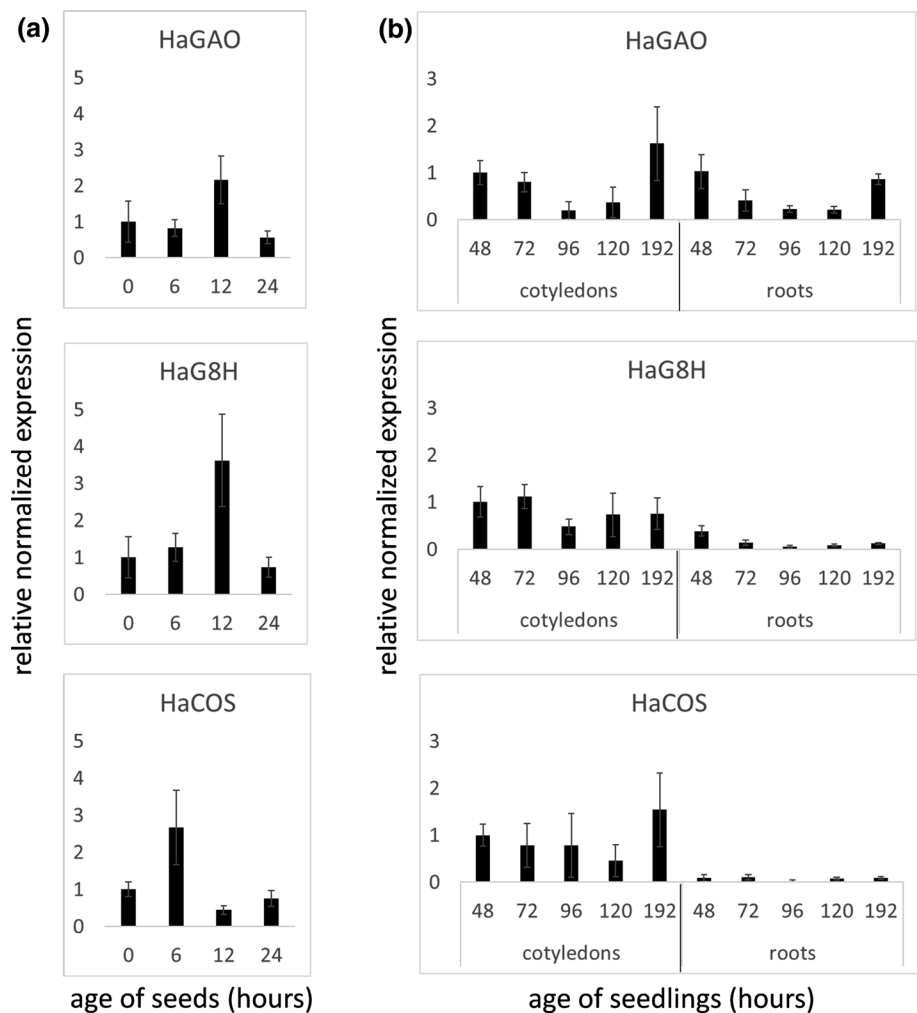 (a)
HaGAO
5
4
3
2
1
0
0 6 12 24
HaG8H
5
4
3
2
1
0
0 6 12 24
HaCOS
5
4
3
2
1
0
0 6 12 24
relative normalized expression
age of seeds (hours)
(b)
HaGAO
3
2
1
0
48 72 96 120 192 48 72 96 120 192
cotyledons roots
HaG8H
3
2
1
0
48 72 96 120 192 48 72 96 120 192
cotyledons roots
HaCOS
3
2
1
0
48 72 96 120 192 48 72 96 120 192
cotyledons roots
relative normalized expression
age of seedlings (hours)